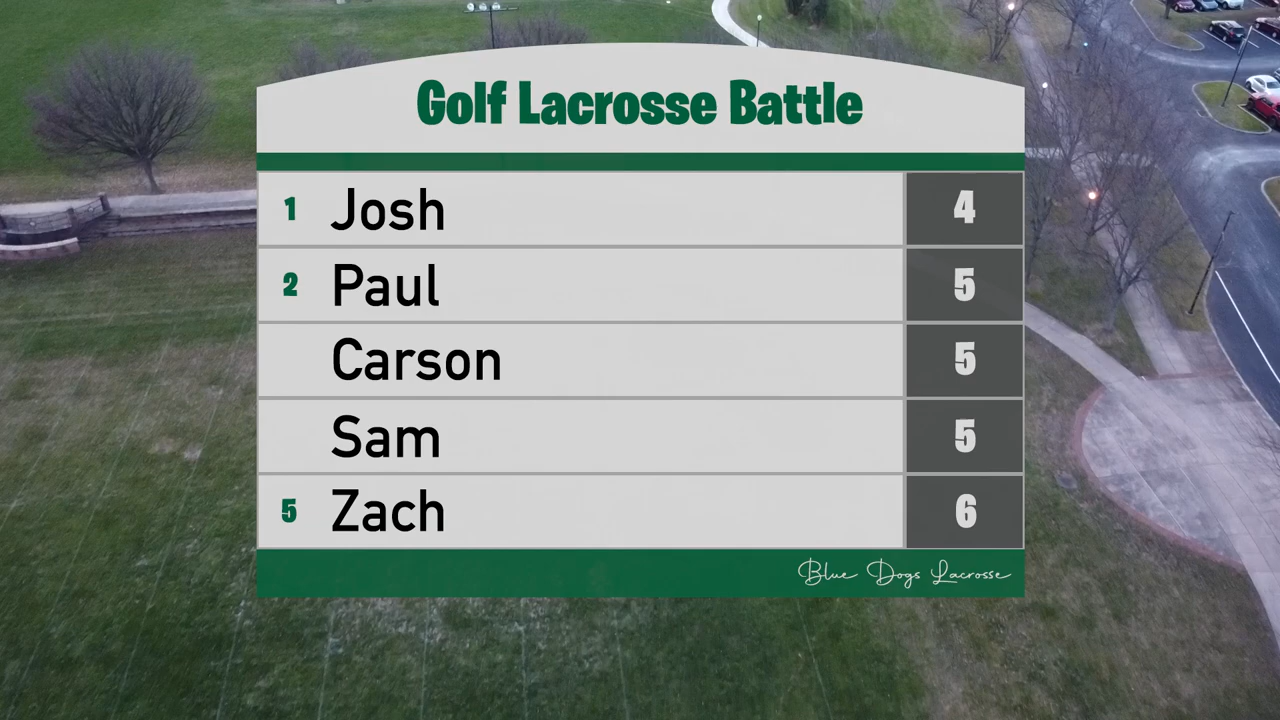 Golf Lacrosse Battle
1 Josh 4
2 Paul 5
Carson 5
Sam 5
5 Zach 6
Blue Dogs Lacrosse